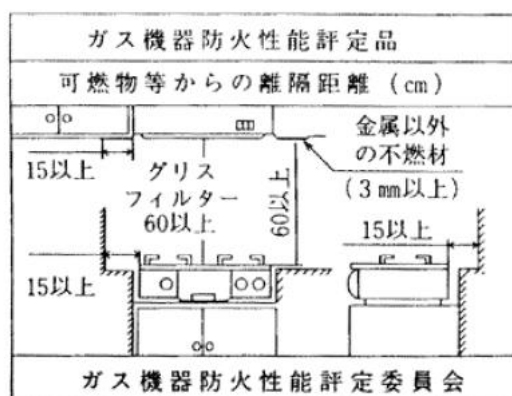 ガス機器防火性能評定品
可燃物等からの離隔距離（cm）
金属以外
の不燃材
（3㎜以上）
15以上
グリス
フィルター
60以上
60以上
15以上
15以上
ガス機器防火性能評定委員会